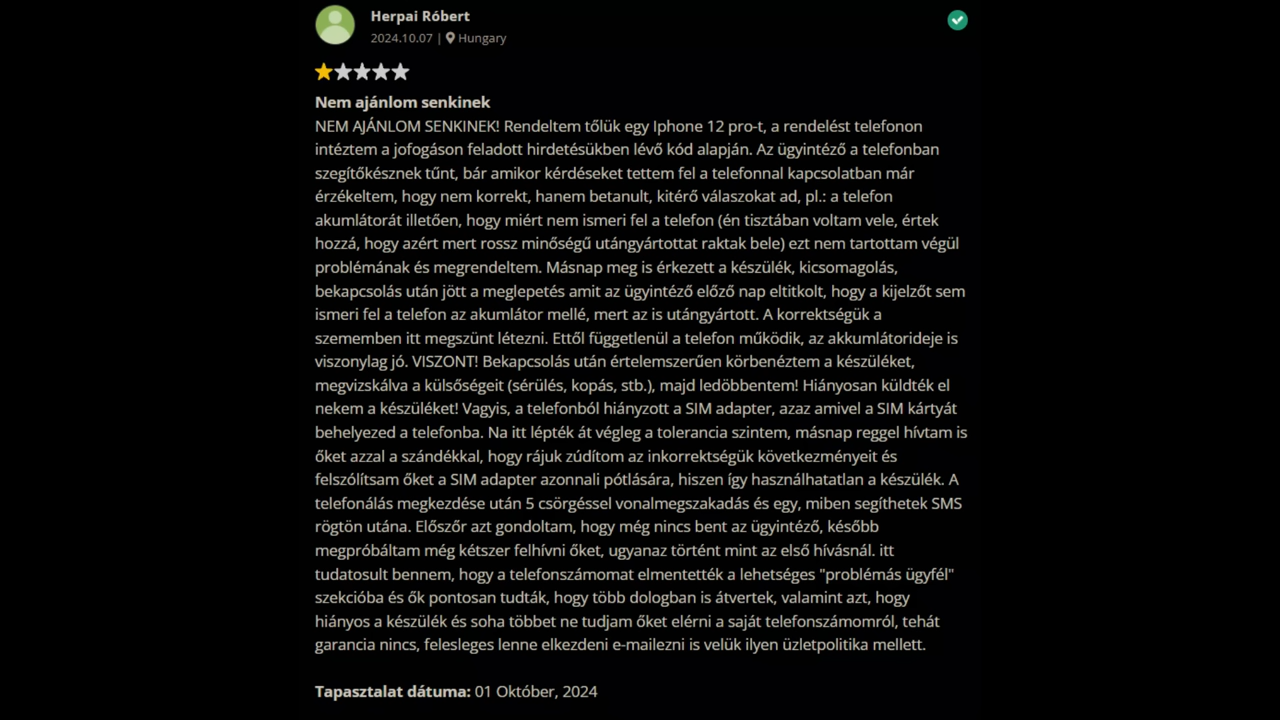 Herpai Róbert
2024.10.07 | Hungary
Nem ajánlom senkinek
NEM AJÁNLOM SENKINEK! Rendeltem tőlük egy Iphone 12 pro-t, a rendelést telefonon
intéztem a jofogáson feladott hirdetésükben lévő kód alapján. Az ügyintéző a telefonban
szegítőkésznek tűnt, bár amikor kérdéseket tettem fel a telefonnal kapcsolatban már
érzékeltem, hogy nem korrekt, hanem betanult, kitérő válaszokat ad, pl.: a telefon
akumlátorát illetően, hogy miért nem ismeri fel a telefon (én tisztában voltam vele, értek
hozzá, hogy azért mert rossz minőségű utángyártottat raktak bele) ezt nem tartottam végül
problémának és megrendeltem. Másnap meg is érkezett a készülék, kicsomagolás,
bekapcsolás után jött a meglepetés amit az ügyintéző előző nap eltitkolt, hogy a kijelzőt sem
ismeri fel a telefon az akumlátor mellé, mert az is utángyártott. A korrektségük a
szememben itt megszünt létezni. Ettől függetlenül a telefon működik, az akkumlátorideje is
viszonylag jó. VISZONT! Bekapcsolás után értelemszerűen körbenéztem a készüléket,
megvizskálva a külsőségeit (sérülés, kopás, stb.), majd ledöbbentem! Hiányosan küldték el
nekem a készüléket! Vagyis, a telefonból hiányzott a SIM adapter, azaz amivel a SIM kártyát
behelyezed a telefonba. Na itt lépték át végleg a tolerancia szintem, másnap reggel hívtam is
őket azzal a szándékkal, hogy rájuk zúdítom az inkorrektségük következményeit és
felszólítsam őket a SIM adapter azonnali pótlására, hiszen így használhatatlan a készülék. A
telefonálás megkezdése után 5 csörgéssel vonalmegszakadás és egy, miben segíthetek SMS
rögtön utána. Előszőr azt gondoltam, hogy még nincs bent az ügyintéző, később
megpróbáltam még kétszer felhívni őket, ugyanaz történt mint az első hívásnál. itt
tudatosult bennem, hogy a telefonszámomat elmentették a lehetséges "problémás ügyfél"
szekcióba és ők pontosan tudták, hogy több dologban is átvertek, valamint azt, hogy
hiányos a készülék és soha többet ne tudjam őket elérni a saját telefonszámomról, tehát
garancia nincs, felesleges lenne elkezdeni e-mailezni is velük ilyen üzletpolitika mellett.
Tapasztalat dátuma: 01 Október, 2024